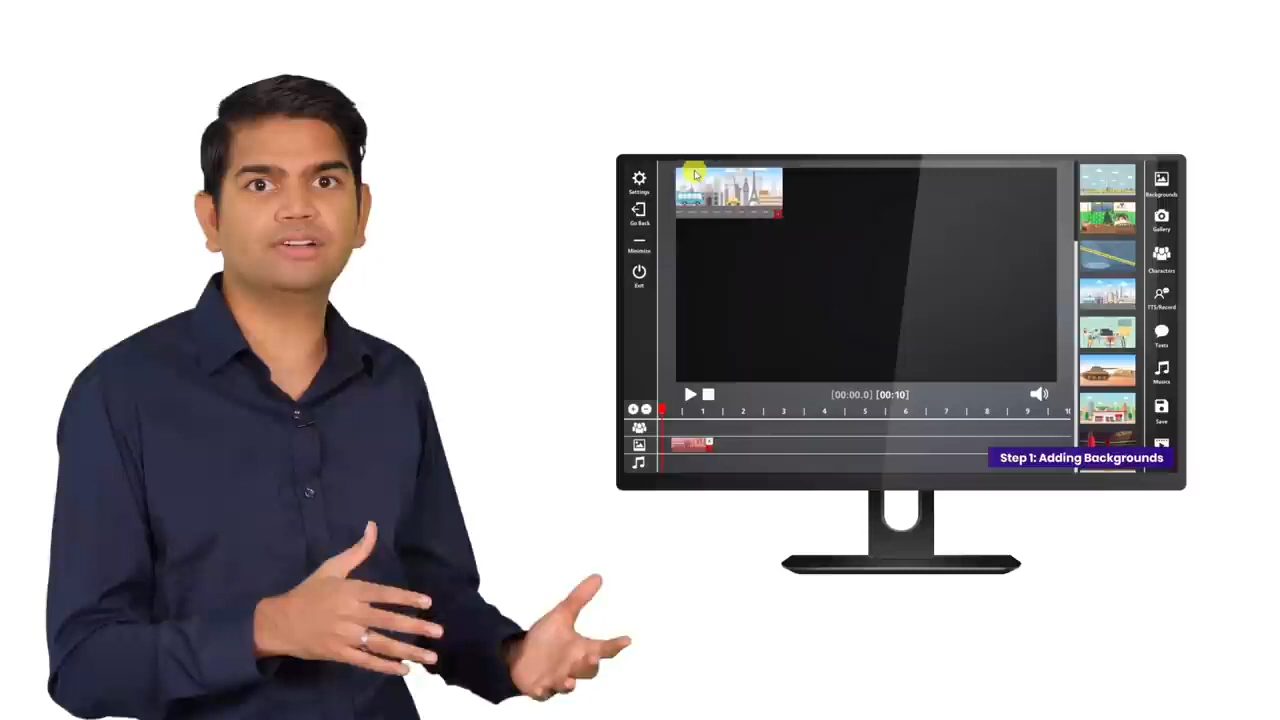 Settings
Go Back
Minimize
Exit
Backgrounds
Gallery
Characters
TTS/Record
Texts
Musics
Save
[00:00.0] [00:10]
1 2 3 4 5 6 7 8 9 10
Step 1: Adding Backgrounds